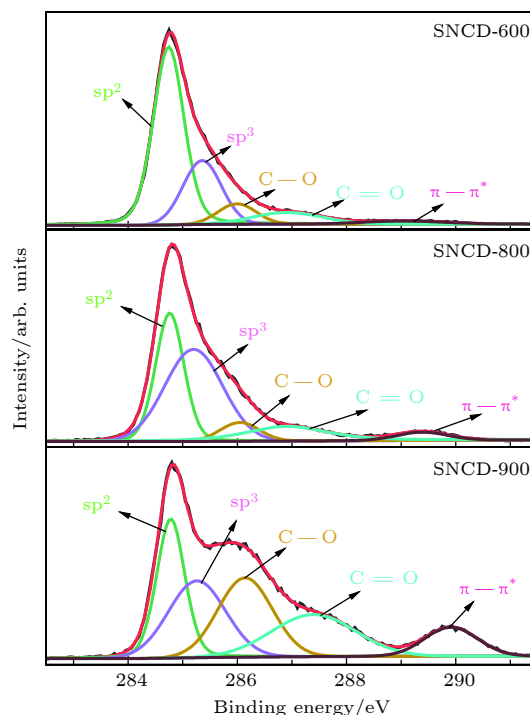 SNCD-600
sp²
sp³
C — O
C ═ O
π — π*
SNCD-800
sp²
sp³
C — O
C ═ O
π — π*
SNCD-900
sp²
sp³
C — O
C ═ O
π — π*
Intensity/arb. units
284 286 288 290
Binding energy/eV